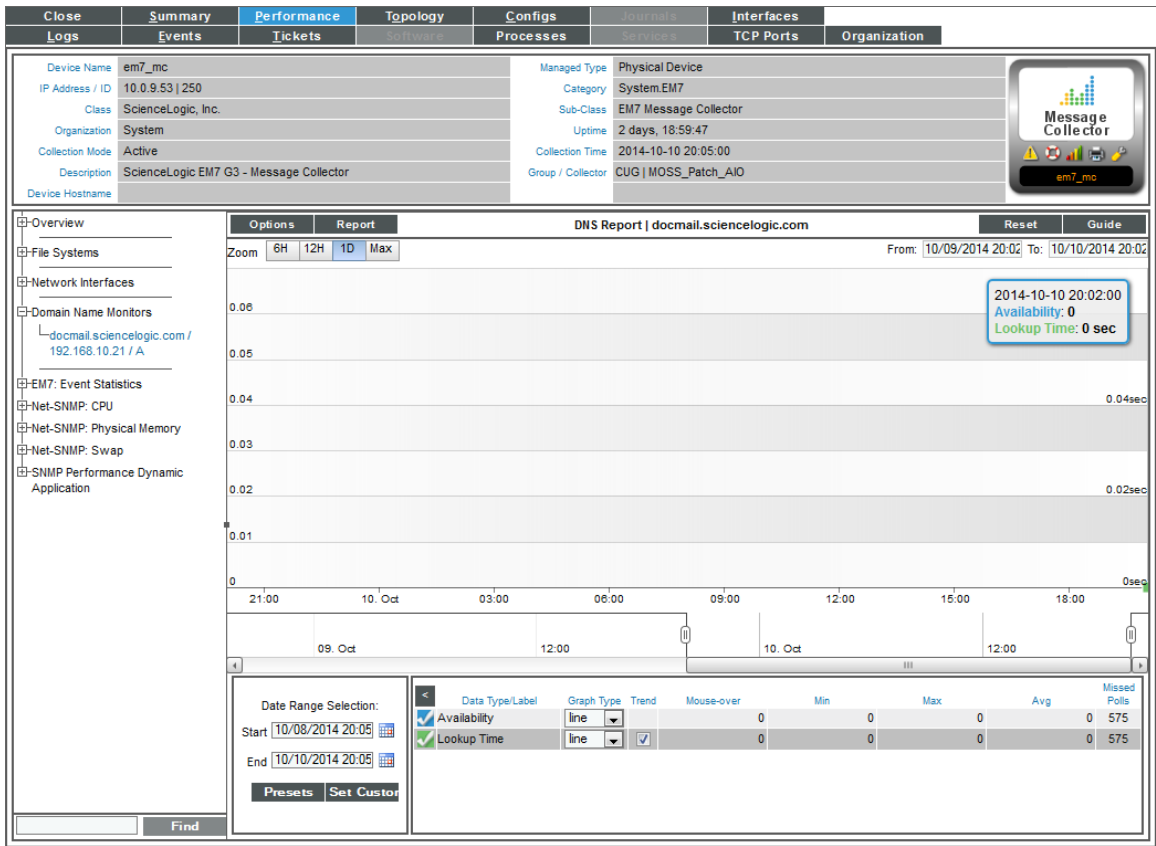 Close Summary Performance Topology Configs Journals Interfaces
Logs Events Tickets Software Processes Services TCP Ports Organization
Device Name em7_mc Managed Type Physical Device
IP Address / ID 10.0.9.53 | 250 Category System.EM7
Class ScienceLogic, Inc. Sub-Class EM7 Message Collector
Organization System Uptime 2 days, 18:59:47
Collection Mode Active Collection Time 2014-10-10 20:05:00
Description ScienceLogic EM7 G3 - Message Collector Group / Collector CUG | MOSS_Patch_AIO
Device Hostname
Message
Collector
em7_mc
Overview
File Systems
Network Interfaces
Domain Name Monitors
docmail.sciencelogic.com /
192.168.10.21 / A
EM7: Event Statistics
Net-SNMP: CPU
Net-SNMP: Physical Memory
Net-SNMP: Swap
SNMP Performance Dynamic
Application
Find
Options Report DNS Report | docmail.sciencelogic.com Reset Guide
Zoom 6H 12H 1D Max From: 10/09/2014 20:02 To: 10/10/2014 20:02
2014-10-10 20:02:00
Availability: 0
Lookup Time: 0 sec
0.06
0.05
0.04 0.04sec
0.03
0.02 0.02sec
0.01
0 0sec
21:00 10. Oct 03:00 06:00 09:00 12:00 15:00 18:00
09. Oct 12:00 10. Oct 12:00
Date Range Selection:
Start 10/08/2014 20:05
End 10/10/2014 20:05
Presets Set Custor
< Data Type/Label Graph Type Trend Mouse-over Min Max Avg Missed Polls
Availability line 0 0 0 0 575
Lookup Time line 0 0 0 0 575